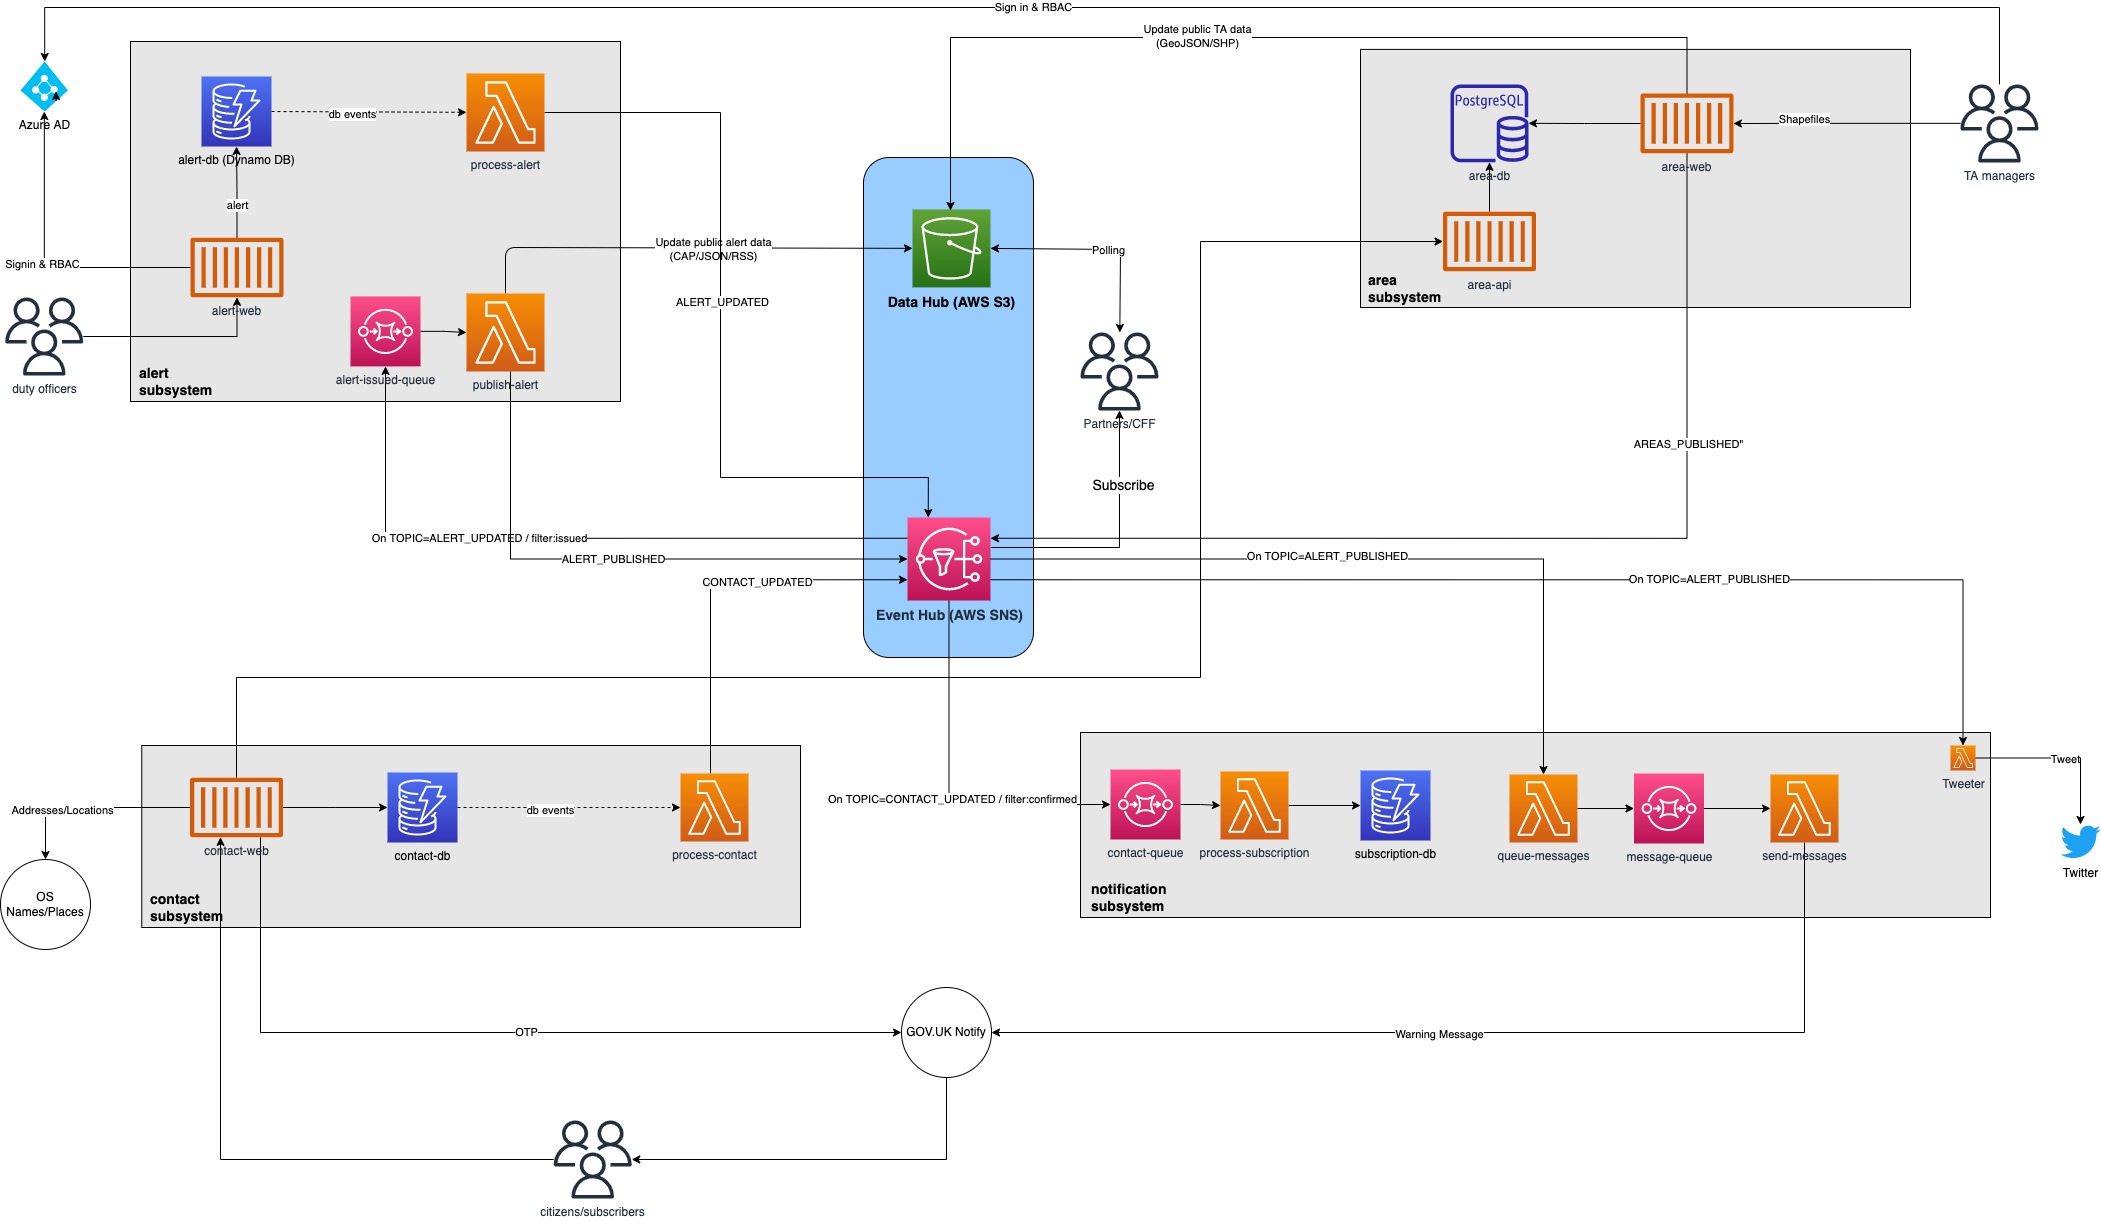 Sign in & RBAC
Update public TA data
(GeoJSON/SHP)
Azure AD
db events
alert-db (Dynamo DB)
process-alert
alert
Signin & RBAC
alert-web
duty officers
alert-issued-queue
publish-alert
alert
subsystem
Update public alert data
(CAP/JSON/RSS)
ALERT_UPDATED
Data Hub (AWS S3)
Polling
Partners/CFF
Subscribe
PostgreSQL
area-db
area-web
Shapefiles
TA managers
area-api
area
subsystem
AREAS_PUBLISHED"
On TOPIC=ALERT_UPDATED / filter:issued
ALERT_PUBLISHED
CONTACT_UPDATED
Event Hub (AWS SNS)
On TOPIC=ALERT_PUBLISHED
On TOPIC=ALERT_PUBLISHED
Addresses/Locations
OS
Names/Places
contact-web
contact-db
db events
process-contact
contact
subsystem
On TOPIC=CONTACT_UPDATED / filter:confirmed
contact-queue
process-subscription
subscription-db
queue-messages
message-queue
send-messages
Tweeter
Tweet
Twitter
notification
subsystem
OTP
GOV.UK Notify
Warning Message
citizens/subscribers